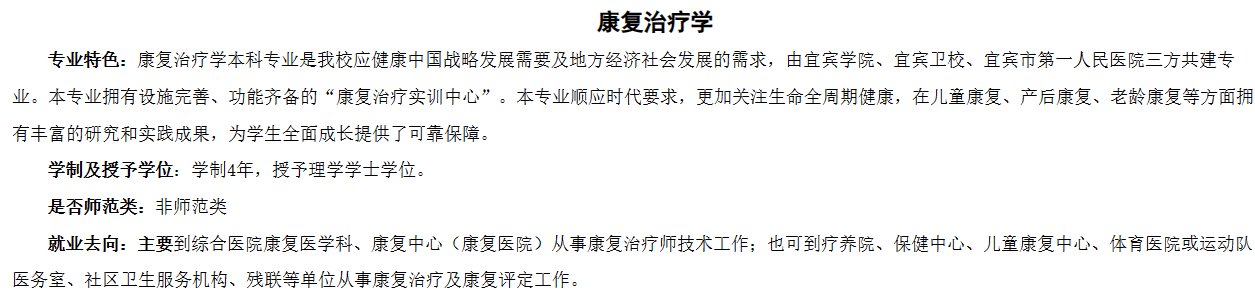 康复治疗学
专业特色：康复治疗学本科专业是我校应健康中国战略发展需要及地方经济社会发展的需求，由宜宾学院、宜宾卫校、宜宾市第一人民医院三方共建专
业。本专业拥有设施完善、功能齐备的“康复治疗实训中心”。本专业顺应时代要求，更加关注生命全周期健康，在儿童康复、产后康复、老龄康复等方面拥
有丰富的研究和实践成果，为学生全面成长提供了可靠保障。
学制及授予学位：学制4年，授予理学学士学位。
是否师范类：非师范类
就业去向：主要到综合医院康复医学科、康复中心（康复医院）从事康复治疗师技术工作；也可到疗养院、保健中心、儿童康复中心、体育医院或运动队
医务室、社区卫生服务机构、残联等单位从事康复治疗及康复评定工作。